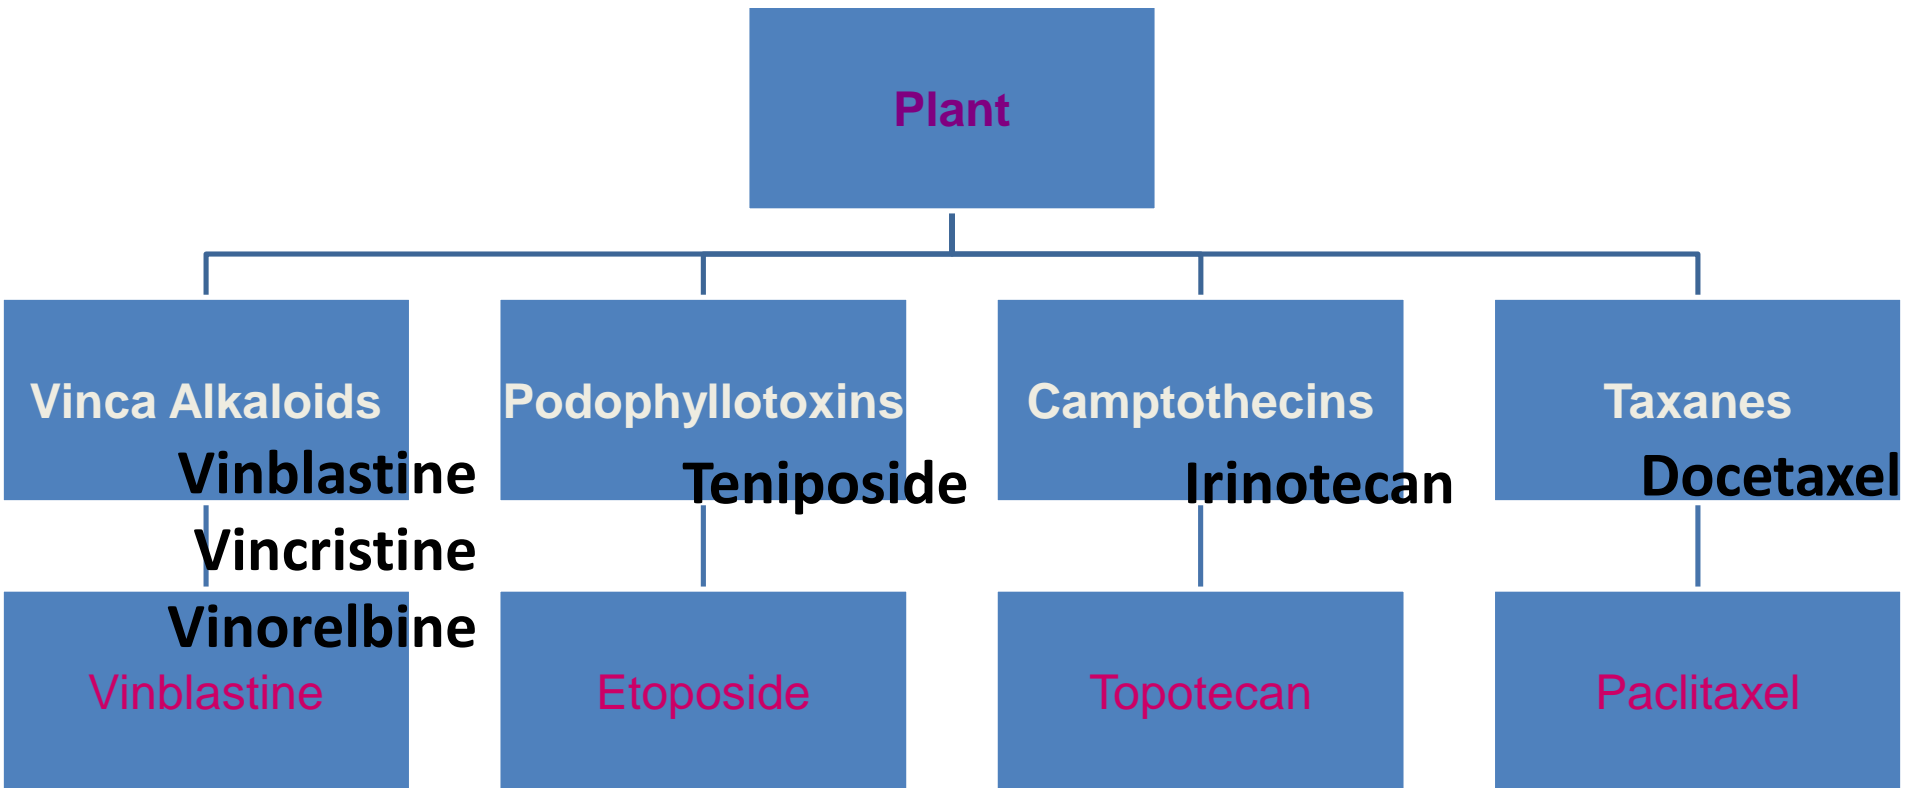 Plant
Vinca Alkaloids
Podophyllotoxins
Camptothecins
Taxanes
Vinblastine
Teniposide
Irinotecan
Docetaxel
Vincristine
Vinorelbine
Vinblastine
Etoposide
Topotecan
Paclitaxel